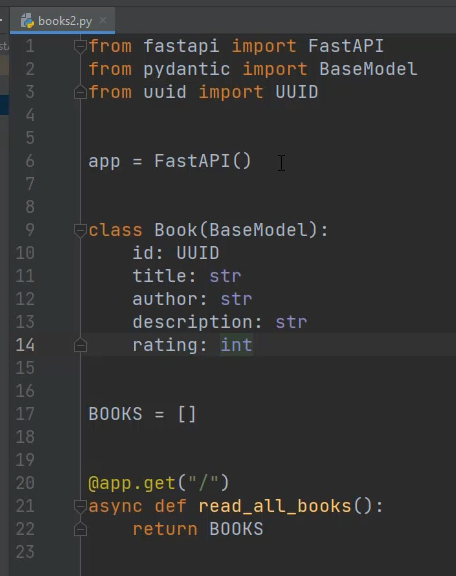 books2.py
1 from fastapi import FastAPI
2 from pydantic import BaseModel
3 from uuid import UUID
4
5
6 app = FastAPI()
7
8
9 class Book(BaseModel):
10     id: UUID
11     title: str
12     author: str
13     description: str
14     rating: int
15
16
17 BOOKS = []
18
19
20 @app.get("/")
21 async def read_all_books():
22     return BOOKS
23